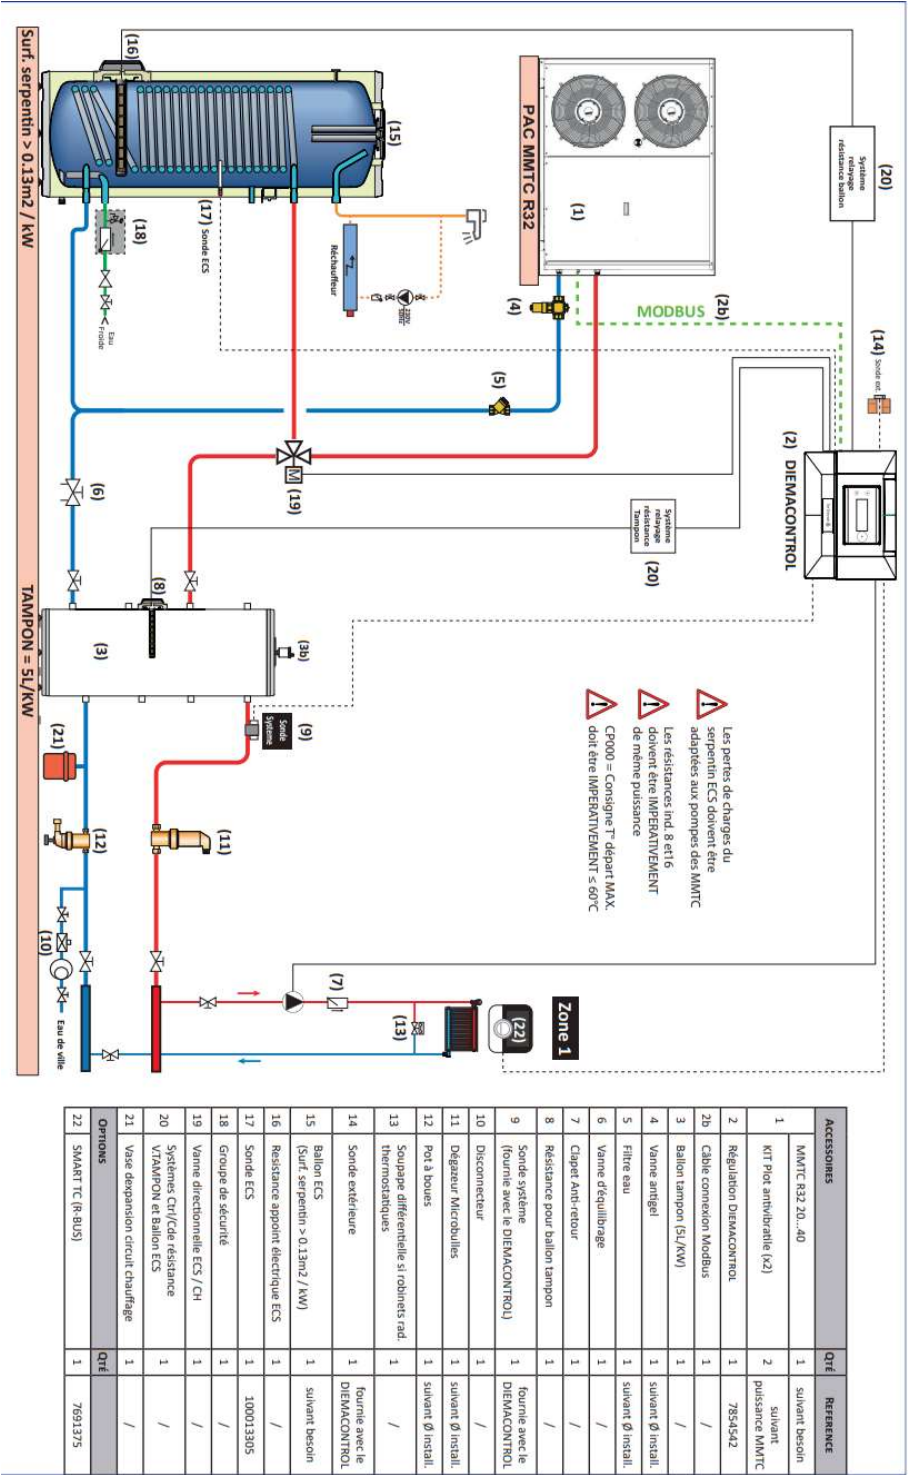 (20)
Système
relayage
résistance ballon
(16)
(15)
(1)
PAC MMTC R32
(17) Sonde ECS
(18)
Réchauffeur
230V
50Hz
Eau
Froide
(4)
(2b)
MODBUS
(14) Sonde ext.
(5)
(2) DIEMACONTROL
(6)
M
(19)
Système
relayage
résistance
Tampon
(20)
(8)
(3)
(3b)
Sonde
Systeme
(9)
Surf. serpentin > 0.13m2 / kW
TAMPON = 5L/KW
Les pertes de charges du
serpentin ECS doivent être
adaptées aux pompes des MMTC
Les résistances ind. 8 et16
doivent être IMPERATIVEMENT
de même puissance
CP000 = Consigne T° départ MAX.
doit être IMPERATIVEMENT ≤ 60°C
(21)
(12)
(11)
(10)
Eau de ville
(7)
(13)
(22)
Zone 1
ACCESSOIRES QTÉ REFERENCE
1 MMTC R32 20...40 1 suivant besoin
KIT Plot antivibratile (x2) 2 suivant
puissance MMTC
2 Régulation DIEMACONTROL 1 7854542
2b Câble connexion ModBus 1 /
3 Ballon tampon (5L/KW) 1 /
4 Vanne antigel 1 suivant Ø install.
5 Filtre eau 1 suivant Ø install.
6 Vanne d'équilibrage 1 /
7 Clapet Anti-retour 1 /
8 Résistance pour ballon tampon 1 /
9 Sonde système
(fournie avec le DIEMACONTROL) 1 fournie avec le
DIEMACONTROL
10 Disconnecteur 1 /
11 Dégazeur Microbulles 1 suivant Ø install.
12 Pot à boues 1 suivant Ø install.
13 Soupape différentielle si robinets rad.
thermostatiques 1 /
14 Sonde extérieure 1 fournie avec le
DIEMACONTROL
15 Ballon ECS
(Surf. serpentin > 0.13m2 / kW) 1 suivant besoin
16 Resistance appoint électrique ECS 1 /
17 Sonde ECS 1 100013305
18 Groupe de sécurité 1 /
19 Vanne directionnelle ECS / CH 1 /
20 Systèmes Ctrl/Cde résistance
V.TAMPON et Ballon ECS 1 /
21 Vase dexpansion circuit chauffage 1 /
OPTIONS QTÉ
22 SMART TC (R-BUS) 1 7691375